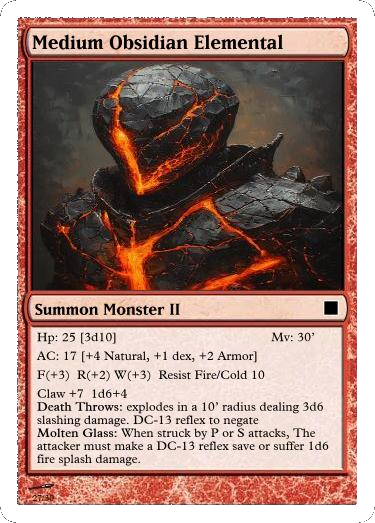 Medium Obsidian Elemental
Summon Monster II
Hp: 25 [3d10] Mv: 30'
AC: 17 [+4 Natural, +1 dex, +2 Armor]
F(+3) R(+2) W(+3) Resist Fire/Cold 10
Claw +7 1d6+4
Death Throws: explodes in a 10' radius dealing 3d6
slashing damage. DC-13 reflex to negate
Molten Glass: When struck by P or S attacks, The
attacker must make a DC-13 reflex save or suffer 1d6
fire splash damage.